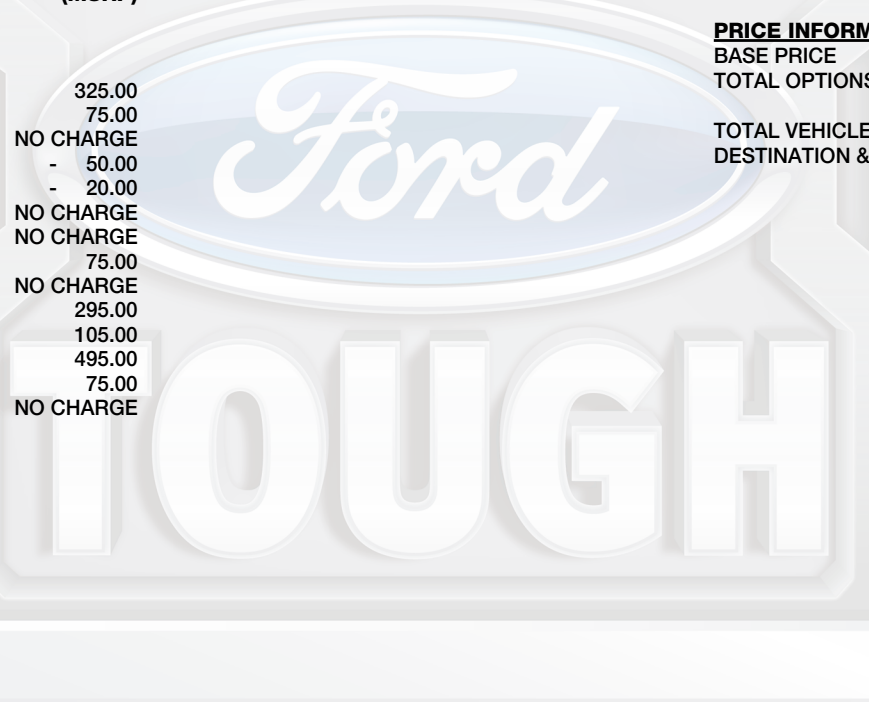 (MSRP)
325.00
75.00
NO CHARGE
- 50.00
- 20.00
NO CHARGE
NO CHARGE
75.00
NO CHARGE
295.00
105.00
495.00
75.00
NO CHARGE
PRICE INFORM
BASE PRICE
TOTAL OPTIONS
TOTAL VEHICLE
DESTINATION &
Ford
TOUGH